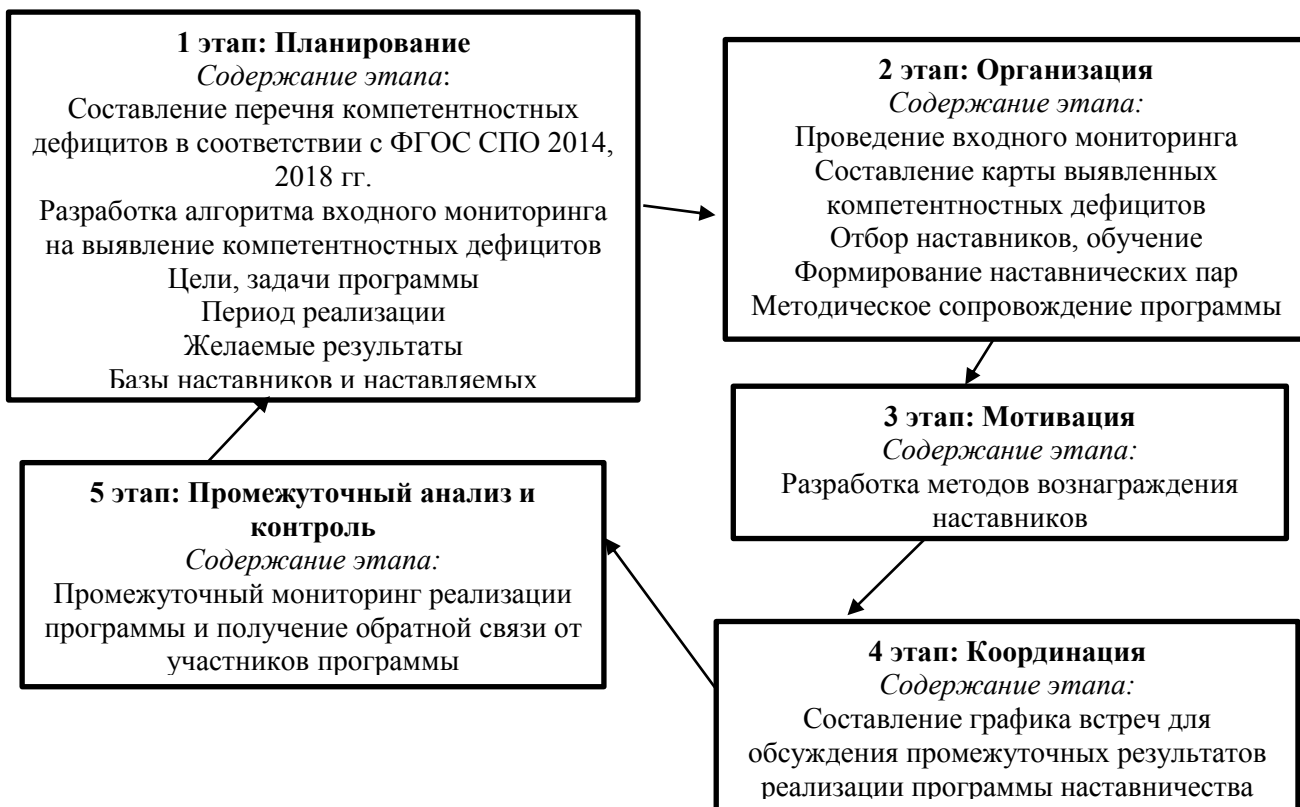 1 этап: Планирование
Содержание этапа:
Составление перечня компетентностных
дефицитов в соответствии с ФГОС СПО 2014,
2018 гг.
Разработка алгоритма входного мониторинга
на выявление компетентностных дефицитов
Цели, задачи программы
Период реализации
Желаемые результаты
Базы наставников и наставляемых
2 этап: Организация
Содержание этапа:
Проведение входного мониторинга
Составление карты выявленных
компетентностных дефицитов
Отбор наставников, обучение
Формирование наставнических пар
Методическое сопровождение программы
3 этап: Мотивация
Содержание этапа:
Разработка методов вознаграждения
наставников
4 этап: Координация
Содержание этапа:
Составление графика встреч для
обсуждения промежуточных результатов
реализации программы наставничества
5 этап: Промежуточный анализ и
контроль
Содержание этапа:
Промежуточный мониторинг реализации
программы и получение обратной связи от
участников программы